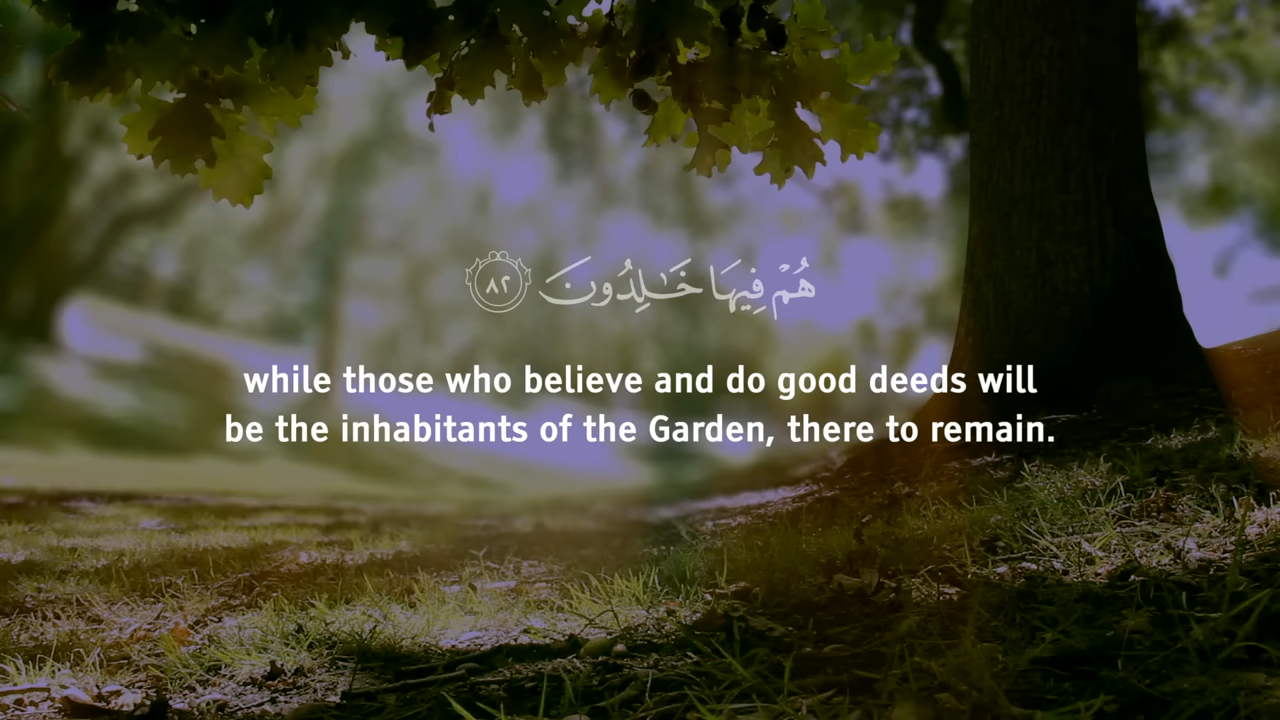 هُمْ فِيهَا خَـٰلِدُونَ ٨٢
while those who believe and do good deeds will
be the inhabitants of the Garden, there to remain.